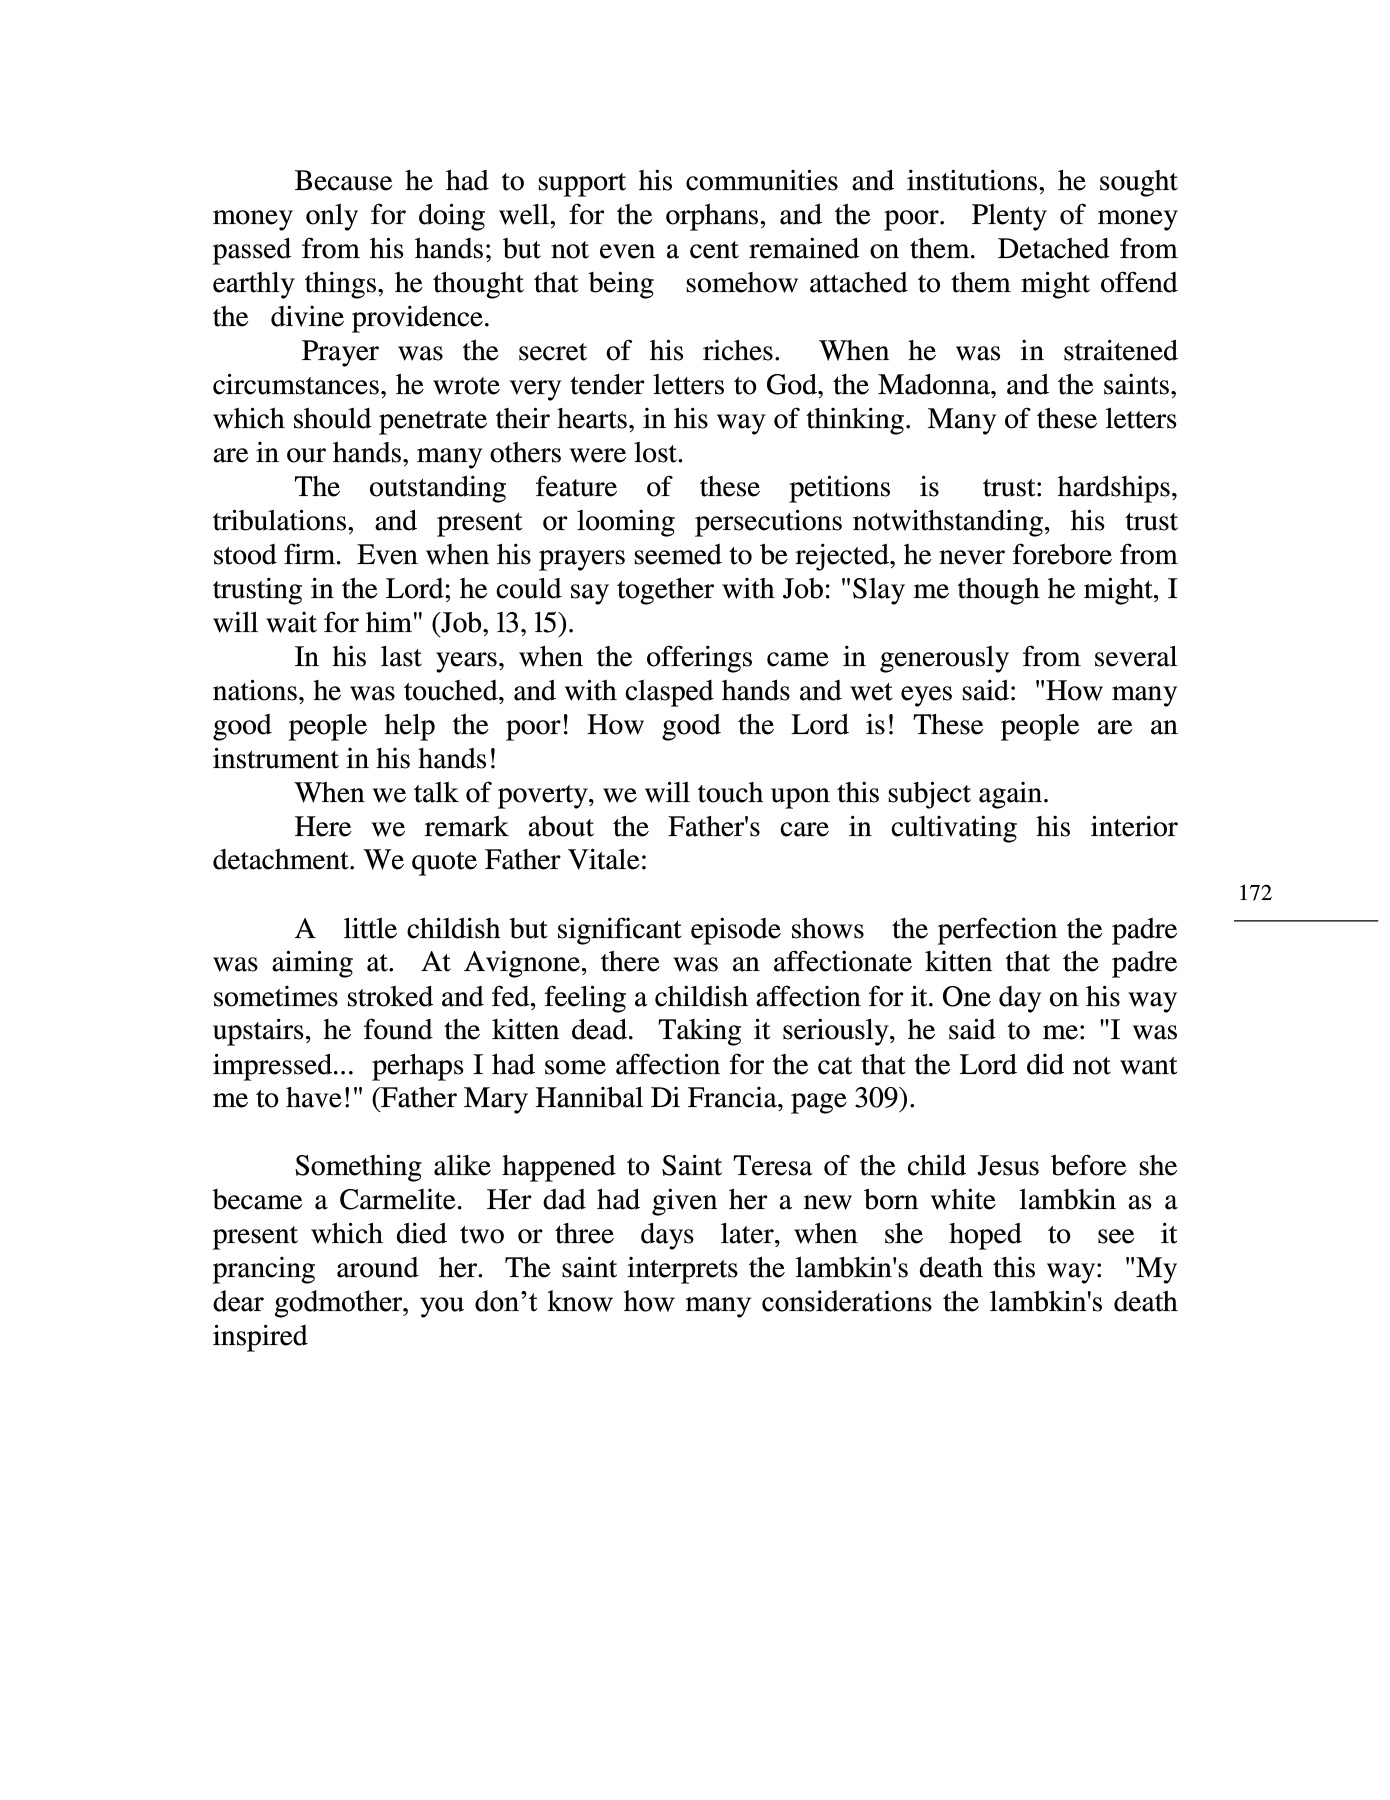 Because he had to support his communities and institutions, he sought
money only for doing well, for the orphans, and the poor. Plenty of money
passed from his hands; but not even a cent remained on them. Detached from
earthly things, he thought that being somehow attached to them might offend
the divine providence.
Prayer was the secret of his riches. When he was in straitened
circumstances, he wrote very tender letters to God, the Madonna, and the saints,
which should penetrate their hearts, in his way of thinking. Many of these letters
are in our hands, many others were lost.
The outstanding feature of these petitions is trust: hardships,
tribulations, and present or looming persecutions notwithstanding, his trust
stood firm. Even when his prayers seemed to be rejected, he never forebore from
trusting in the Lord; he could say together with Job: "Slay me though he might, I
will wait for him" (Job, l3, l5).
In his last years, when the offerings came in generously from several
nations, he was touched, and with clasped hands and wet eyes said: "How many
good people help the poor! How good the Lord is! These people are an
instrument in his hands!
When we talk of poverty, we will touch upon this subject again.
Here we remark about the Father's care in cultivating his interior
detachment. We quote Father Vitale:
172
A little childish but significant episode shows the perfection the padre
was aiming at. At Avignone, there was an affectionate kitten that the padre
sometimes stroked and fed, feeling a childish affection for it. One day on his way
upstairs, he found the kitten dead. Taking it seriously, he said to me: "I was
impressed... perhaps I had some affection for the cat that the Lord did not want
me to have!" (Father Mary Hannibal Di Francia, page 309).
Something alike happened to Saint Teresa of the child Jesus before she
became a Carmelite. Her dad had given her a new born white lambkin as a
present which died two or three days later, when she hoped to see it
prancing around her. The saint interprets the lambkin's death this way: "My
dear godmother, you don’t know how many considerations the lambkin's death
inspired